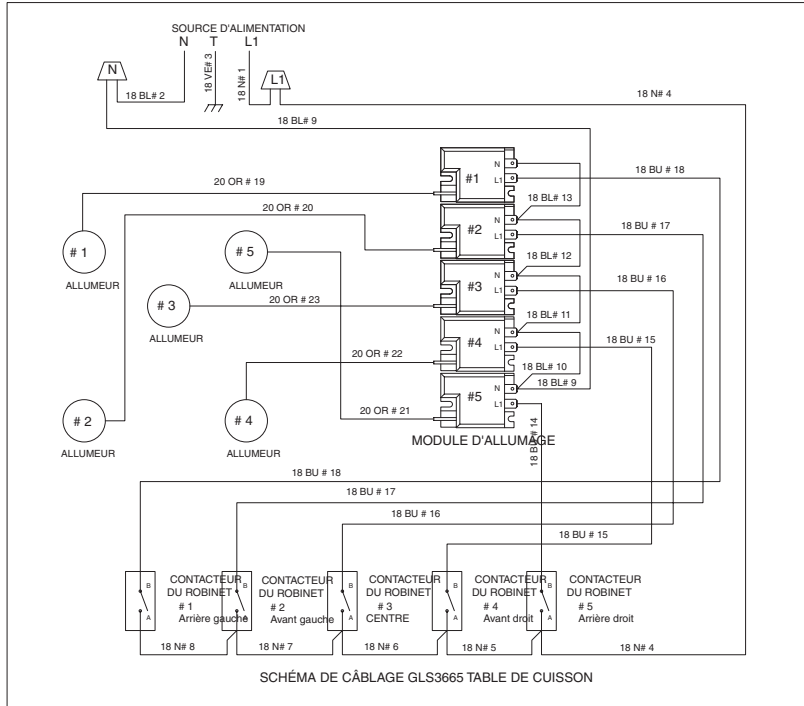 SOURCE D'ALIMENTATION
N T L1
N
L1
18 BL# 2
18 VE# 3
18 N# 1
18 N# 4
18 BL# 9
#1
N
L1
18 BU # 18
20 OR # 19
18 BL# 13
20 OR # 20
#2
N
L1
18 BU # 17
# 1
ALLUMEUR
# 5
ALLUMEUR
18 BL# 12
#3
N
L1
18 BU # 16
# 3
ALLUMEUR
20 OR # 23
18 BL# 11
#4
N
L1
18 BU # 15
20 OR # 22
18 BL# 10
18 BL# 9
#5
N
L1
# 2
ALLUMEUR
# 4
ALLUMEUR
20 OR # 21
18 BU # 14
MODULE D'ALLUMAGE
18 BU # 18
18 BU # 17
18 BU # 16
18 BU # 15
B
A
CONTACTEUR
DU ROBINET
# 1
Arrière gauche
B
A
CONTACTEUR
DU ROBINET
# 2
Avant gauche
B
A
CONTACTEUR
DU ROBINET
# 3
CENTRE
B
A
CONTACTEUR
DU ROBINET
# 4
Avant droit
B
A
CONTACTEUR
DU ROBINET
# 5
Arrière droit
18 N# 8
18 N# 7
18 N# 6
18 N# 5
18 N# 4
SCHÉMA DE CÂBLAGE GLS3665 TABLE DE CUISSON